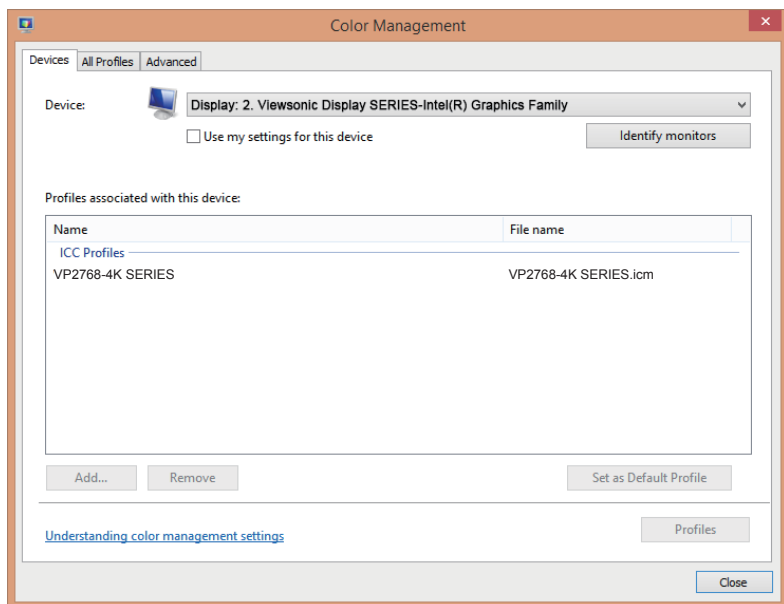 Color Management
Devices All Profiles Advanced
Device: Display: 2. Viewsonic Display SERIES-Intel(R) Graphics Family
Use my settings for this device Identify monitors
Profiles associated with this device:
Name File name
ICC Profiles
VP2768-4K SERIES VP2768-4K SERIES.icm
Add... Remove Set as Default Profile
Understanding color management settings Profiles
Close